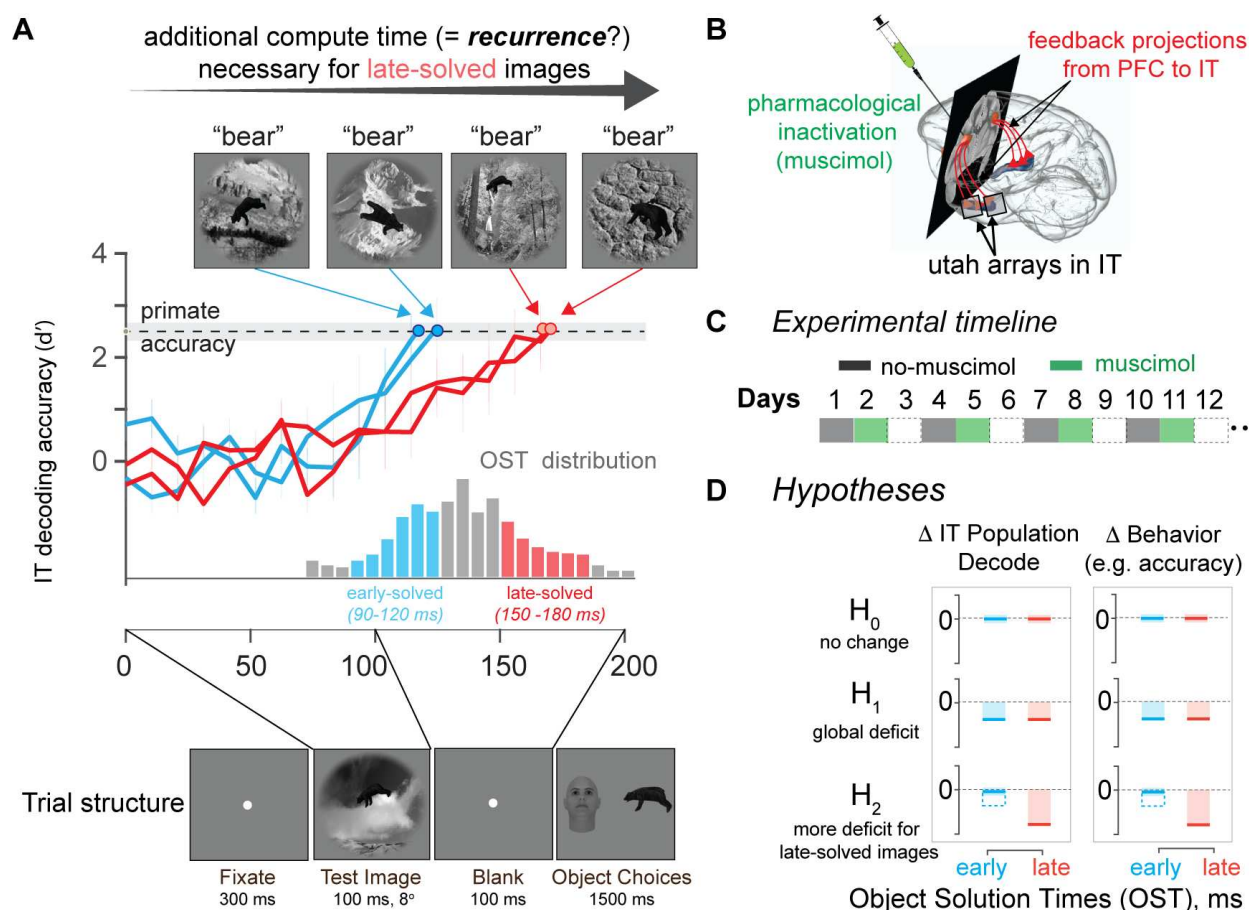 A
additional compute time (= recurrence?)
necessary for late-solved images
"bear" "bear" "bear" "bear"
4
primate
accuracy
2
0
IT decoding accuracy (d')
OST distribution
early-solved
(90-120 ms)
late-solved
(150 -180 ms)
0 50 100 150 200
Trial structure
Fixate
300 ms
Test Image
100 ms, 8°
Blank
100 ms
Object Choices
1500 ms
B
feedback projections
from PFC to IT
pharmacological
inactivation
(muscimol)
utah arrays in IT
C Experimental timeline
no-muscimol muscimol
Days 1 2 3 4 5 6 7 8 9 10 11 12 ..
D Hypotheses
Δ IT Population
Decode
Δ Behavior
(e.g. accuracy)
H0
no change
0 0
H1
global deficit
0 0
H2
more deficit for
late-solved images
0 0
early late early late
Object Solution Times (OST), ms